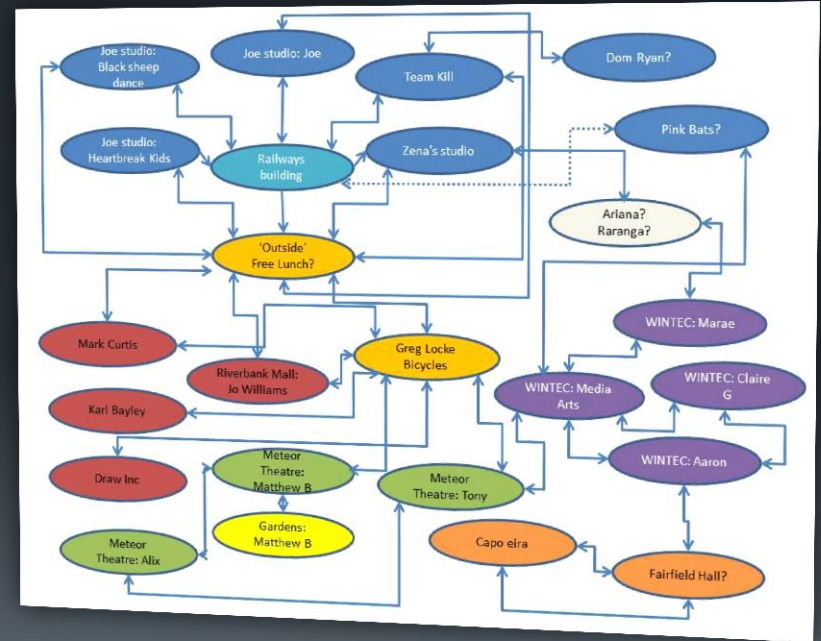 Joe studio:
Black sheep
dance
Joe studio: Joe
Team Kill
Dom Ryan?
Joe studio:
Heartbreak Kids
Railways
building
Zena's studio
Pink Bats?
Ariana?
Raranga?
'Outside'
Free Lunch?
Mark Curtis
Riverbank Mall:
Jo Williams
Greg Locke
Bicycles
WINTEC: Marae
WINTEC: Media
Arts
WINTEC: Claire
G
Karl Bayley
Draw Inc
Meteor
Theatre:
Matthew B
Meteor
Theatre: Tony
WINTEC: Aaron
Gardens:
Matthew B
Meteor
Theatre: Alix
Capo eira
Fairfield Hall?